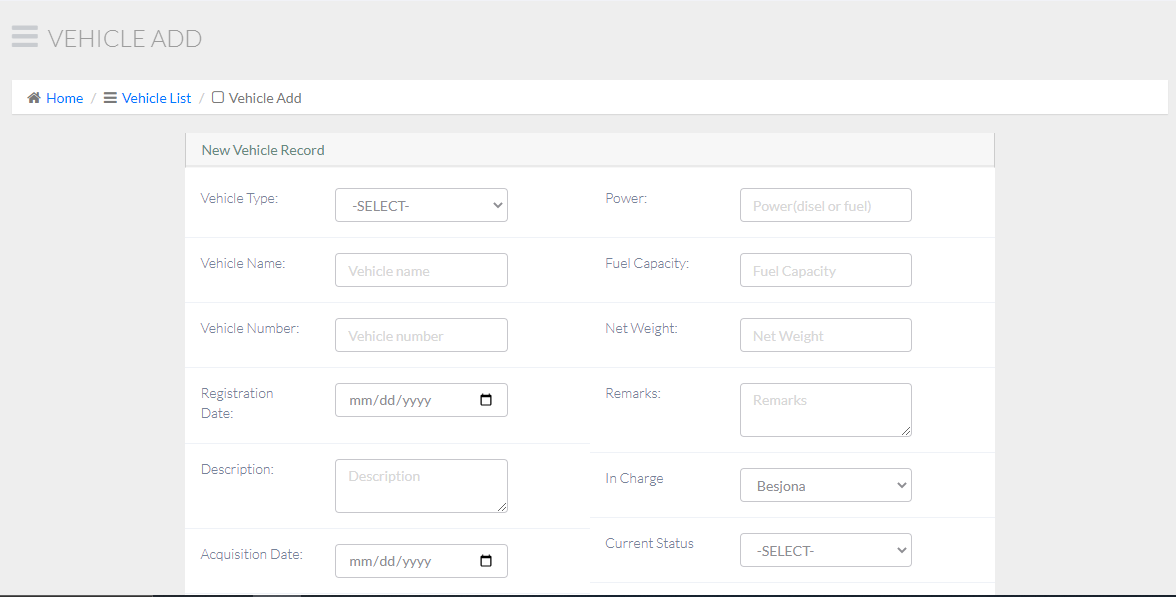 VEHICLE ADD
Home / Vehicle List / Vehicle Add
New Vehicle Record
Vehicle Type: -SELECT-
Power: Power(disel or fuel)
Vehicle Name: Vehicle name
Fuel Capacity: Fuel Capacity
Vehicle Number: Vehicle number
Net Weight: Net Weight
Registration
Date: mm/dd/yyyy
Remarks: Remarks
Description: Description
In Charge Besjona
Acquisition Date: mm/dd/yyyy
Current Status -SELECT-